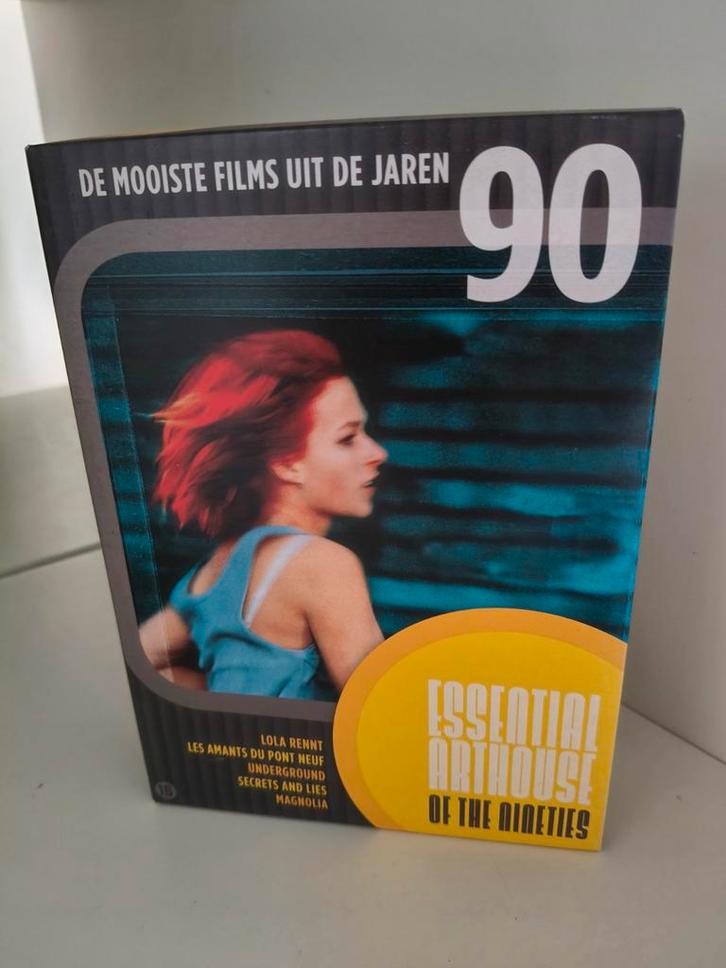 DE MOOISTE FILMS UIT DE JAREN 90
LOLA RENNT
LES AMANTS DU PONT NEUF
UNDERGROUND
SECRETS AND LIES
MAGNOLIA
ESSENTIAL
ARTHOUSE
OF THE NINETIES